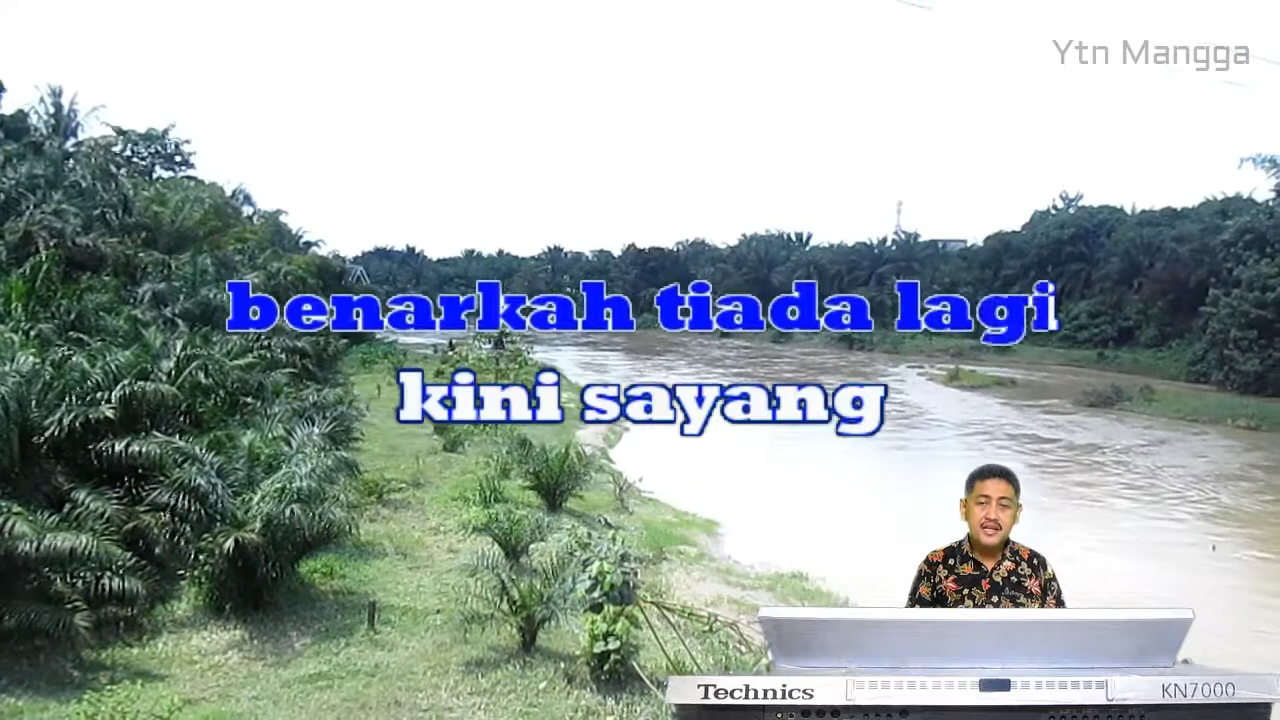 Ytn Mangga
benarkah tiada lagi
kini sayang
Technics
KN7000